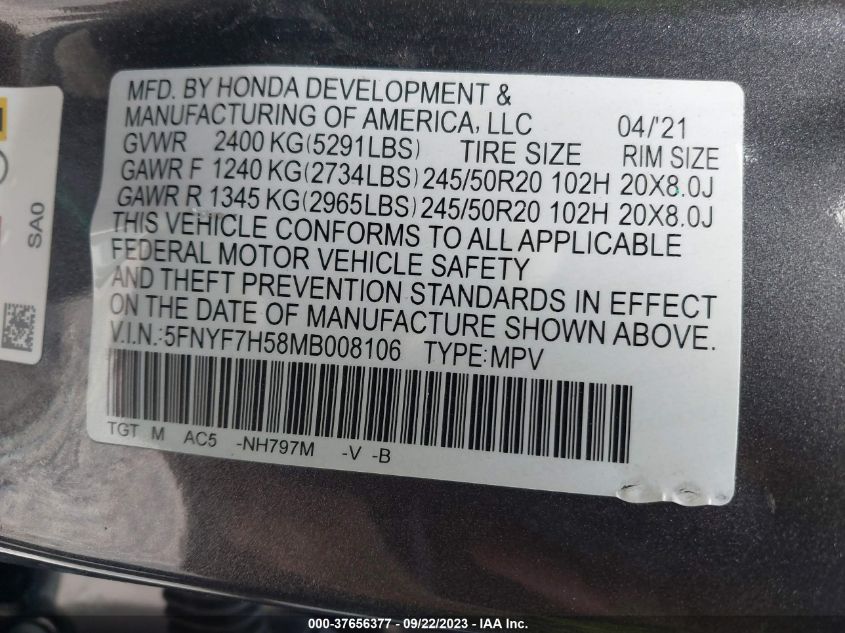 MFD. BY HONDA DEVELOPMENT &
MANUFACTURING OF AMERICA, LLC 04/'21
GVWR 2400 KG(5291LBS) TIRE SIZE RIM SIZE
GAWR F 1240 KG(2734LBS)245/50R20 102H 20X8.0J
GAWR R 1345 KG(2965LBS)245/50R20 102H 20X8.0J
THIS VEHICLE CONFORMS TO ALL APPLICABLE
FEDERAL MOTOR VEHICLE SAFETY
AND THEFT PREVENTION STANDARDS IN EFFECT
ON THE DATE OF MANUFACTURE SHOWN ABOVE.
V.I.N.:5FNYF7H58MB008106 TYPE:MPV
TGT M AC5 -NH797M -V -B
SA0
000-37656377 - 09/22/2023 - IAA Inc.